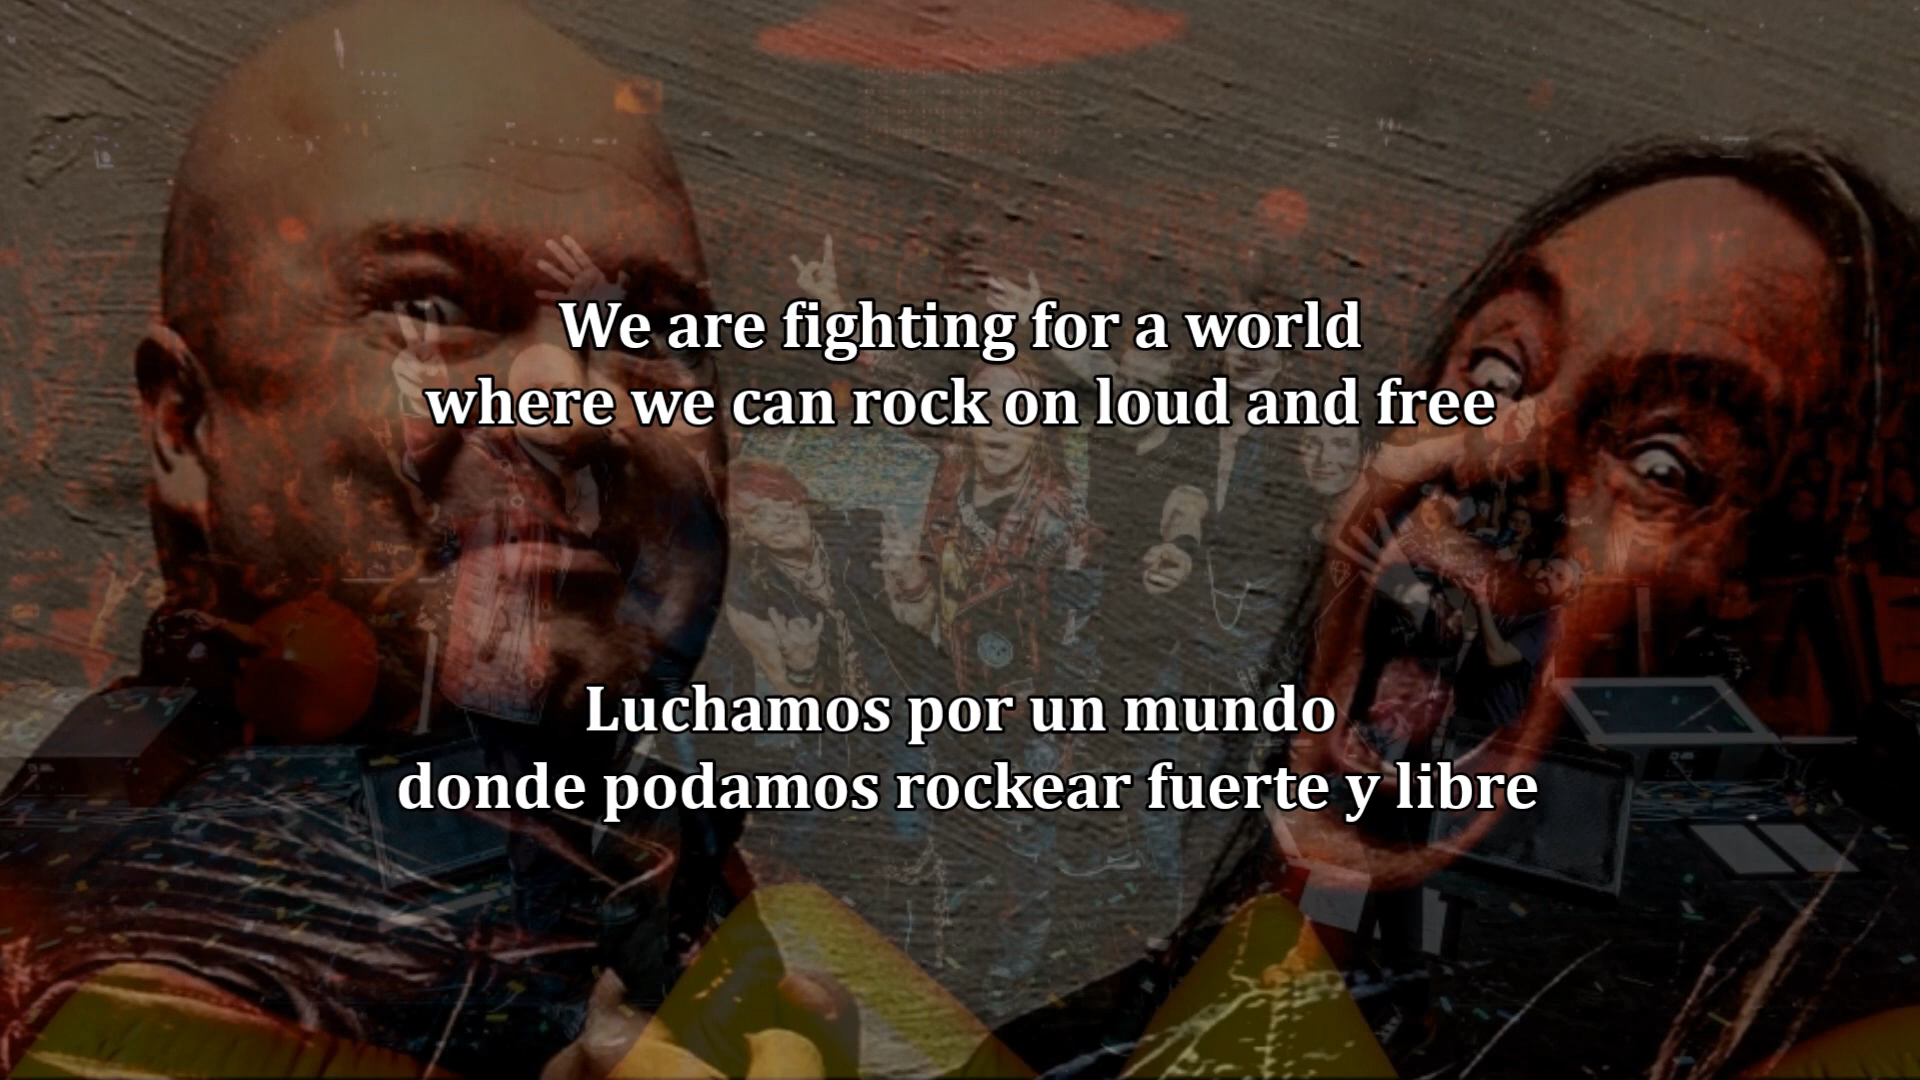 We are fighting for a world
where we can rock on loud and free
Luchamos por un mundo
donde podamos rockear fuerte y libre